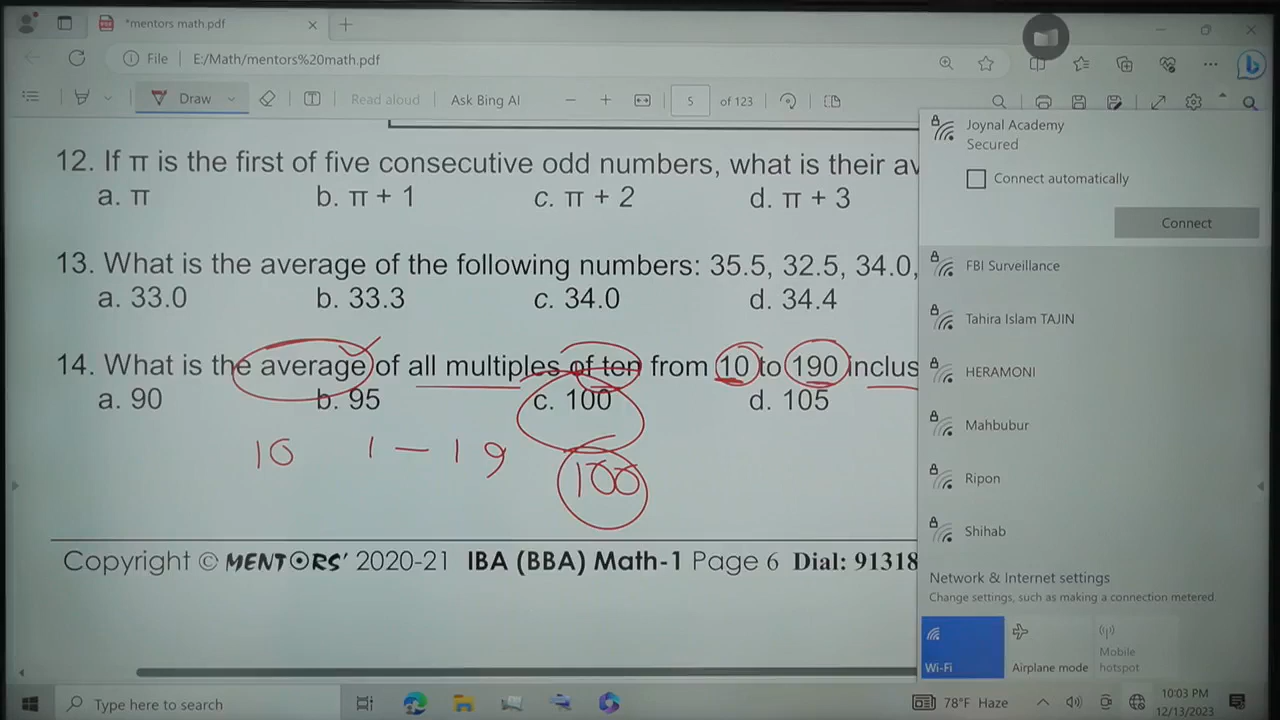 *mentors math.pdf
File E:/Math/mentors%20math.pdf
Draw Read aloud Ask Bing AI 5 of 123
12. If π is the first of five consecutive odd numbers, what is their av
a. π b. π + 1 c. π + 2 d. π + 3
13. What is the average of the following numbers: 35.5, 32.5, 34.0,
a. 33.0 b. 33.3 c. 34.0 d. 34.4
14. What is the average of all multiples of ten from 10 to 190 inclus
a. 90 b. 95 c. 100 d. 105
10 1 – 19 100
Copyright © MENTORS' 2020-21 IBA (BBA) Math-1 Page 6 Dial: 91318
Joynal Academy
Secured
Connect automatically
Connect
FBI Surveillance
Tahira Islam TAJIN
HERAMONI
Mahbubur
Ripon
Shihab
Network & Internet settings
Change settings, such as making a connection metered.
Wi-Fi Airplane mode Mobile hotspot
Type here to search 78°F Haze 10:03 PM
12/13/2023